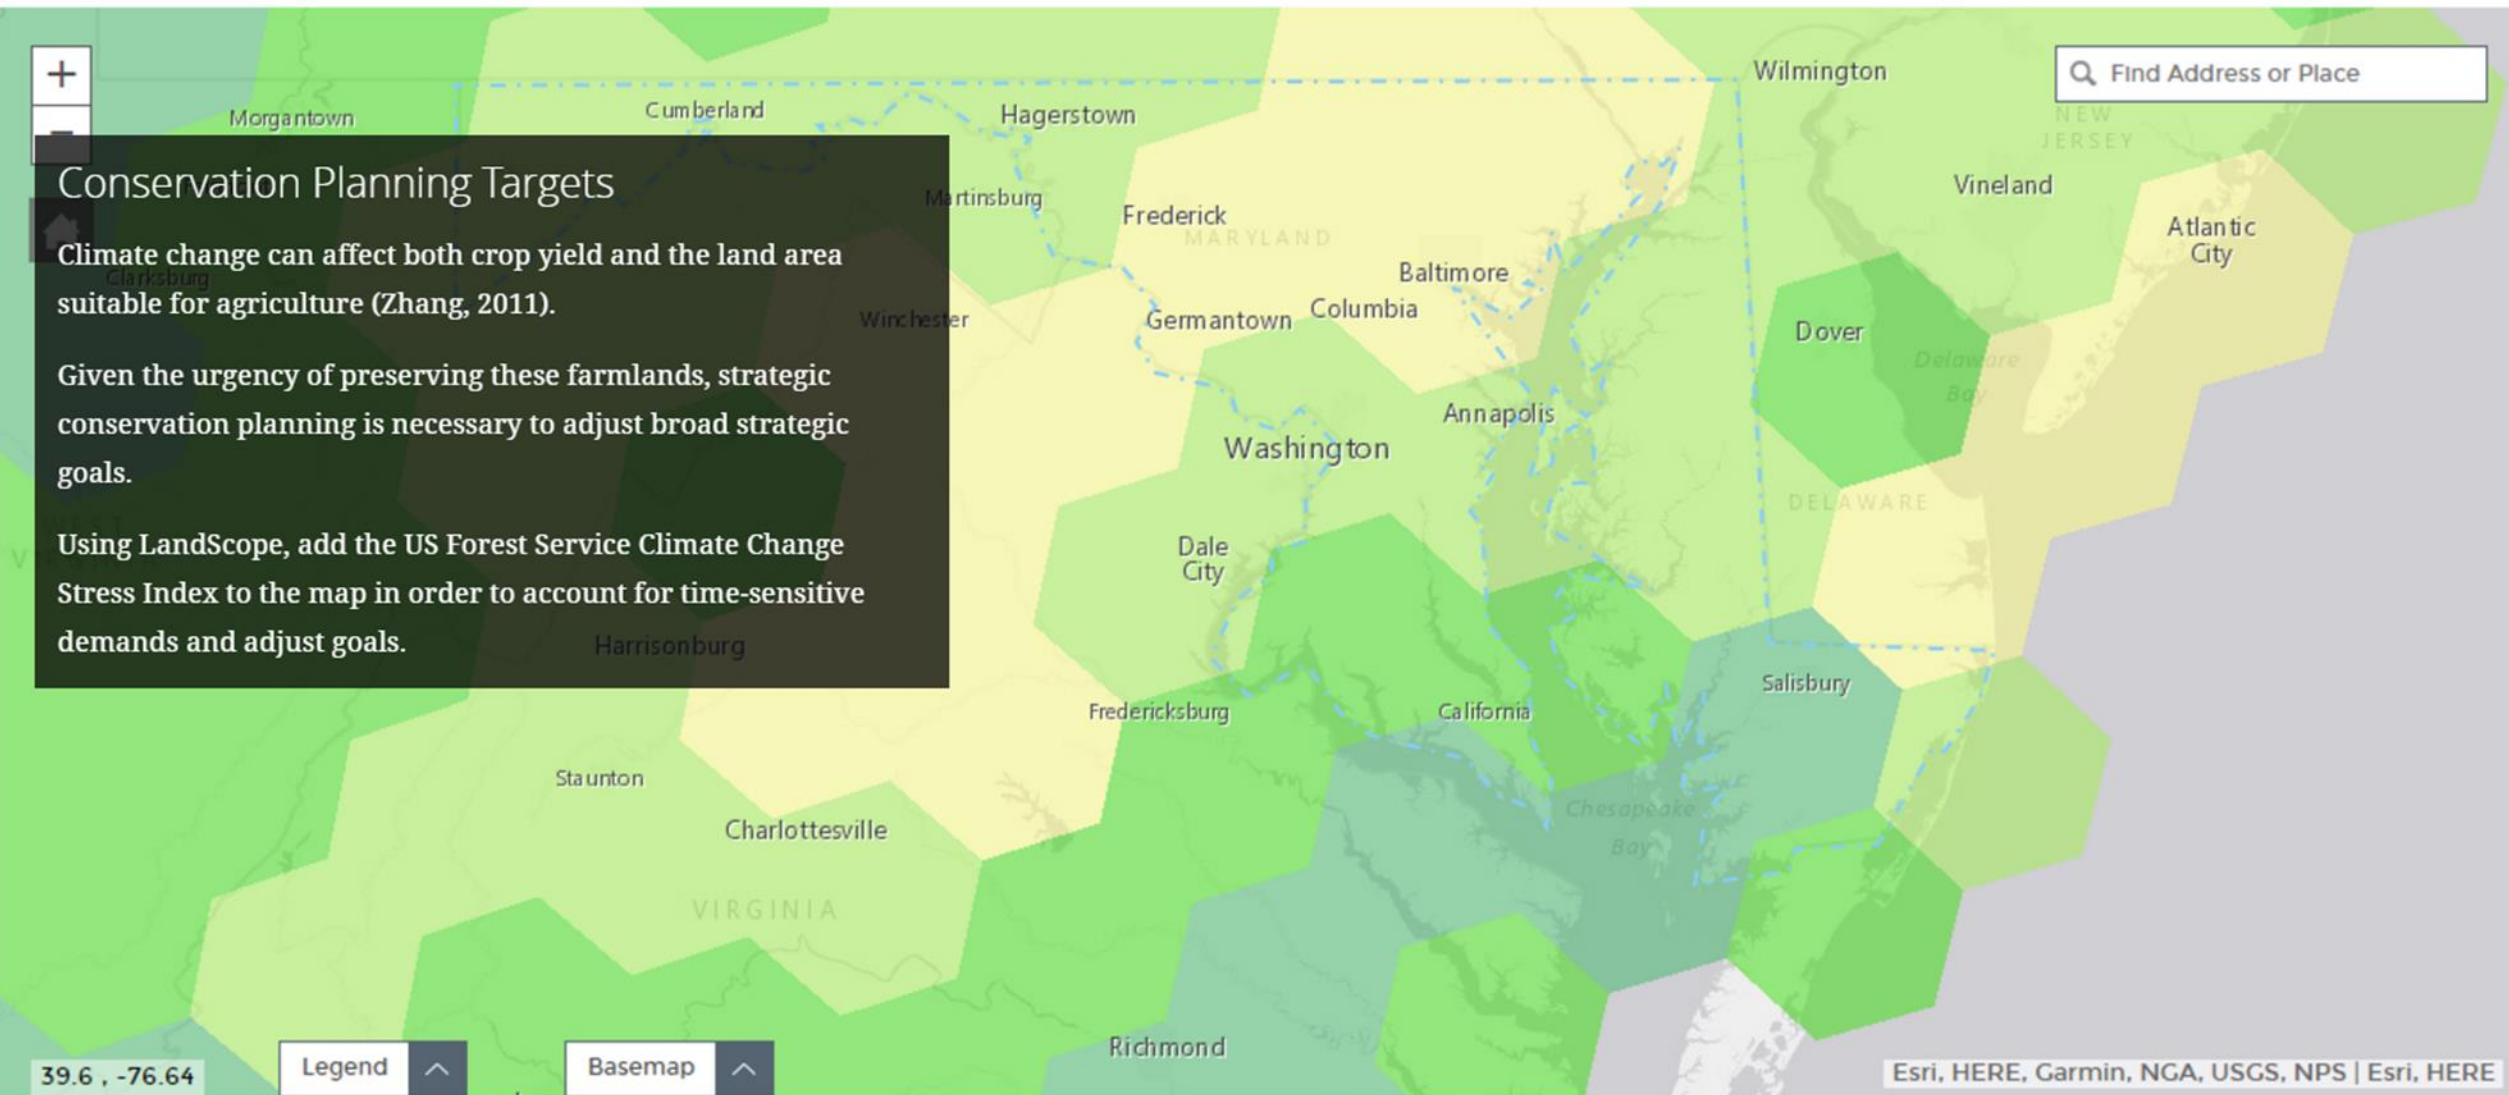 +
Wilmington
Find Address or Place
Morgantown
Cumberland
Hagerstown
NEW
JERSEY
−
Conservation Planning Targets
Climate change can affect both crop yield and the land area
suitable for agriculture (Zhang, 2011).
Given the urgency of preserving these farmlands, strategic
conservation planning is necessary to adjust broad strategic
goals.
Using LandScope, add the US Forest Service Climate Change
Stress Index to the map in order to account for time-sensitive
demands and adjust goals.
Clarksburg
Martinsburg
Winchester
Harrisonburg
WEST
Frederick
MARYLAND
Vineland
Atlantic
City
Baltimore
Columbia
Germantown
Dover
Delaware
Bay
Annapolis
Washington
DELAWARE
Dale
City
Salisbury
Fredericksburg
California
Staunton
Chesapeake
Bay
Charlottesville
VIRGINIA
Richmond
39.6 , -76.64
Legend
Basemap
Esri, HERE, Garmin, NGA, USGS, NPS | Esri, HERE